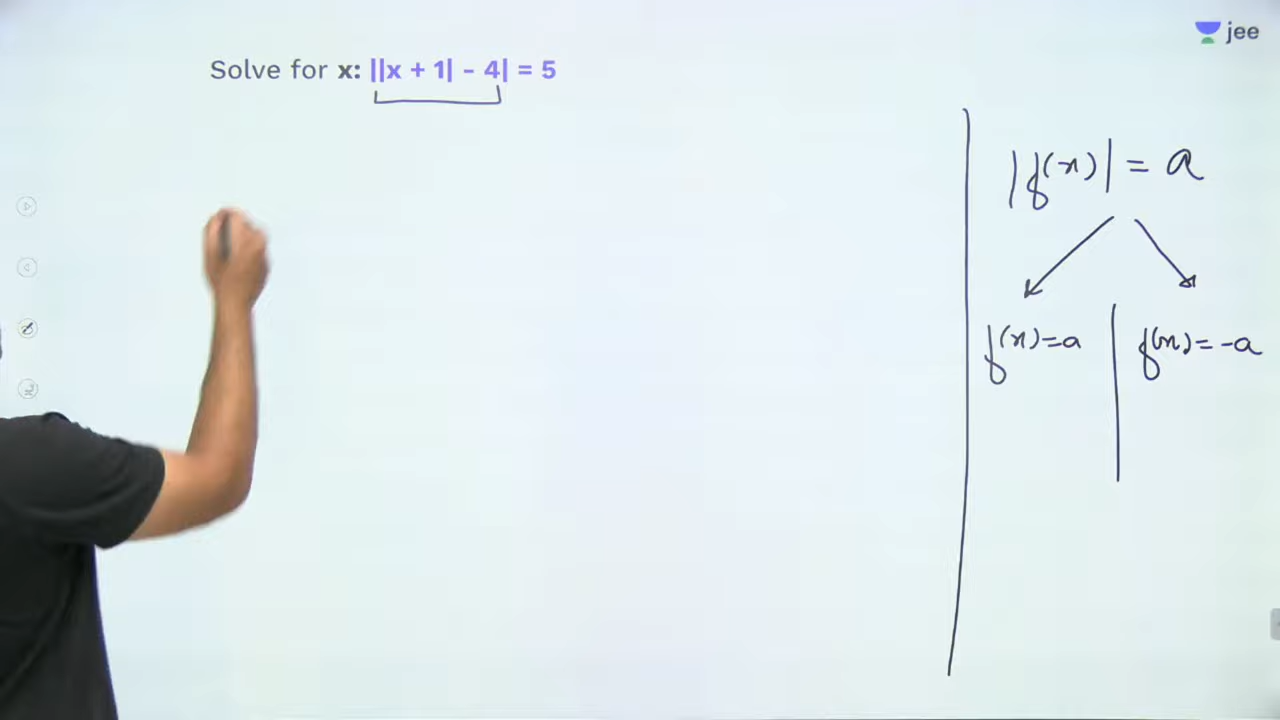 jee
Solve for x: ||x + 1| - 4| = 5
|f(x)| = a
f(x)=a
f(x)=-a